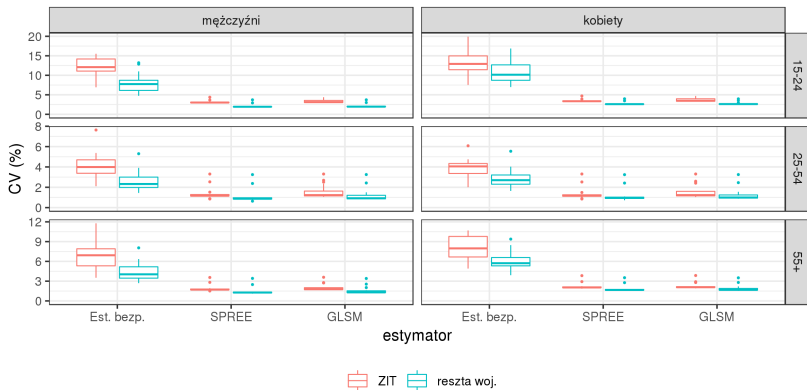 mężczyźni
kobiety
CV (%)
20
15
10
5
0
15-24
8
6
4
2
0
25-54
12
9
6
3
0
55+
Est. bezp.
SPREE
GLSM
Est. bezp.
SPREE
GLSM
estymator
ZIT
reszta woj.